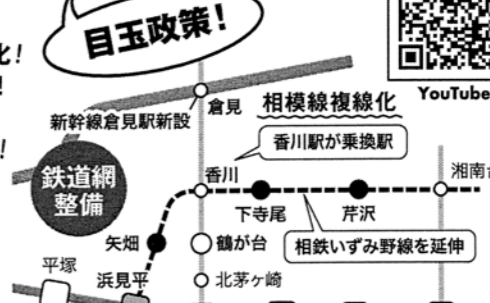 化!
!
!
目玉政策!
YouTube
倉見
相模線複線化
新幹線倉見駅新設
香川駅が乗換駅
鉄道網
整備
香川
湘南台
下寺尾
芹沢
矢畑
鶴が台
相鉄いずみ野線を延伸
平塚
浜見平
北茅ヶ崎